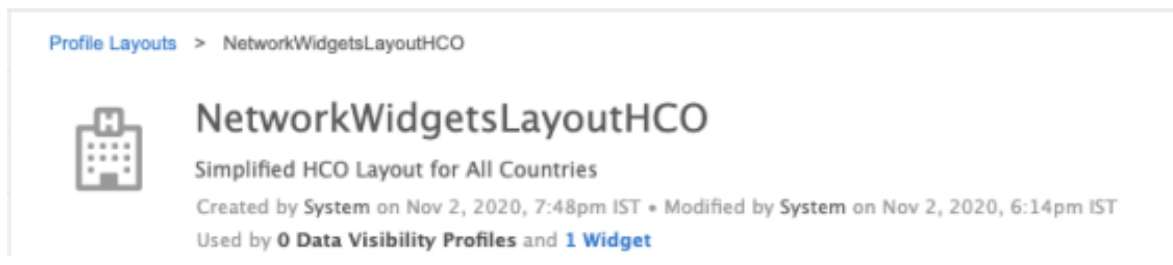 Profile Layouts > NetworkWidgetsLayoutHCO
H
NetworkWidgetsLayoutHCO
Simplified HCO Layout for All Countries
Created by System on Nov 2, 2020, 7:48pm IST • Modified by System on Nov 2, 2020, 6:14pm IST
Used by 0 Data Visibility Profiles and 1 Widget